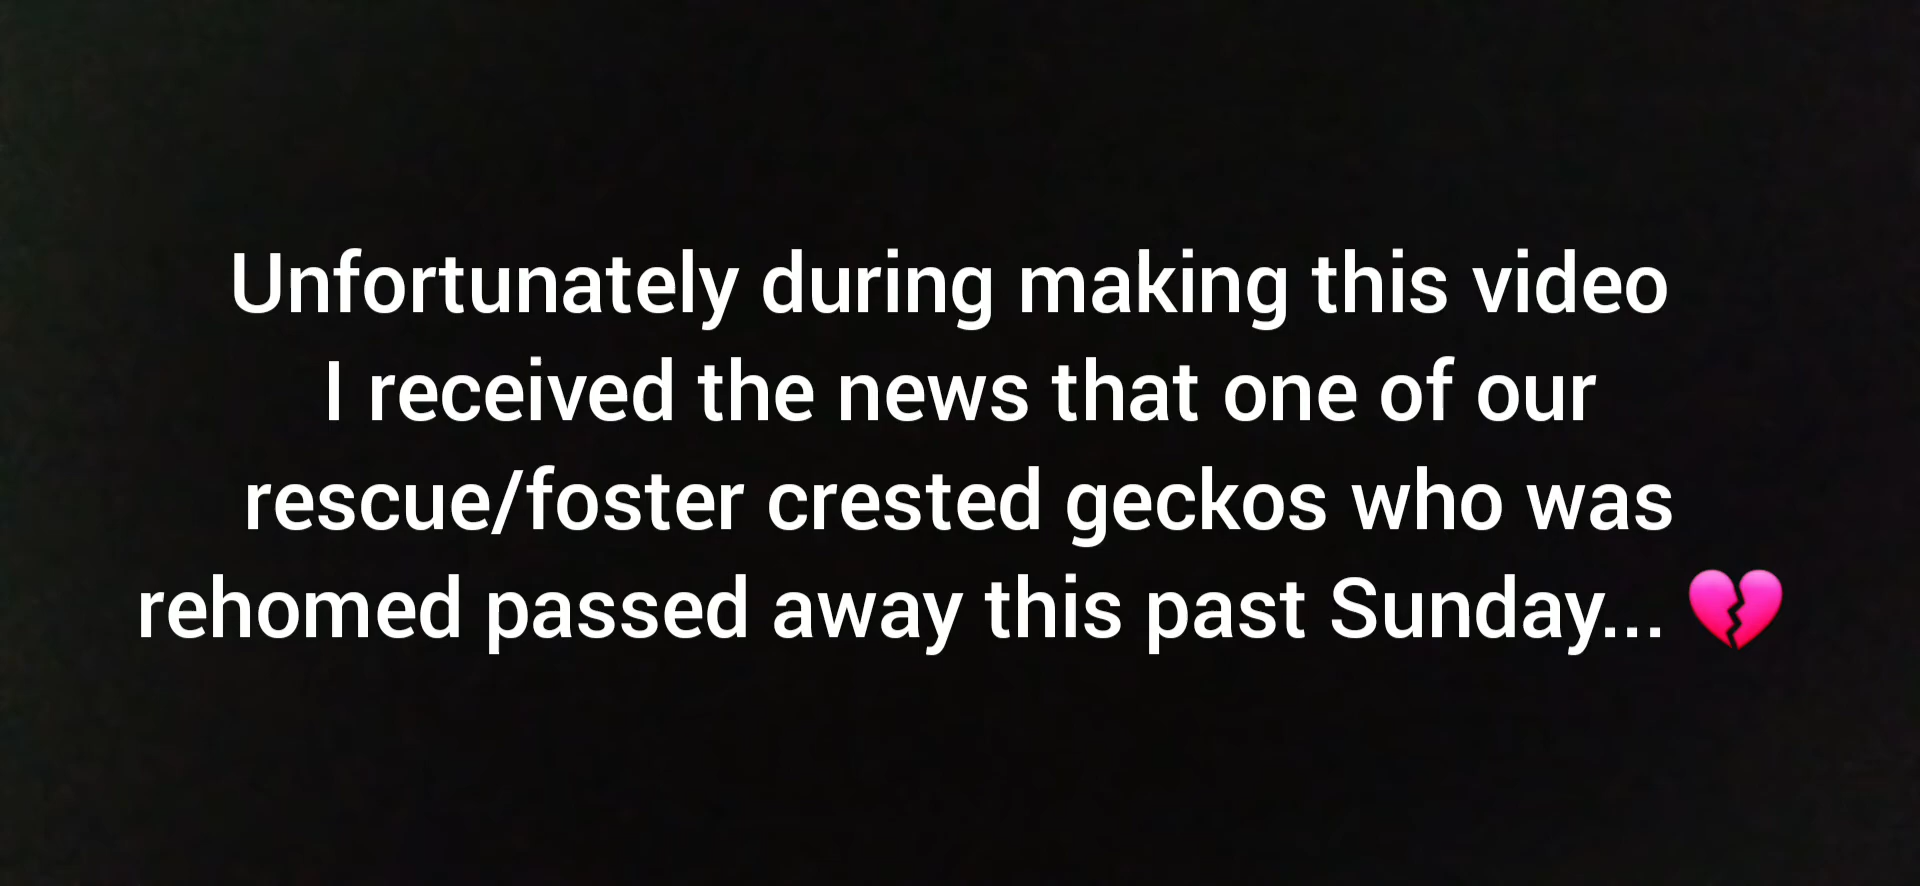 Unfortunately during making this video
I received the news that one of our
rescue/foster crested geckos who was
rehomed passed away this past Sunday... 💔